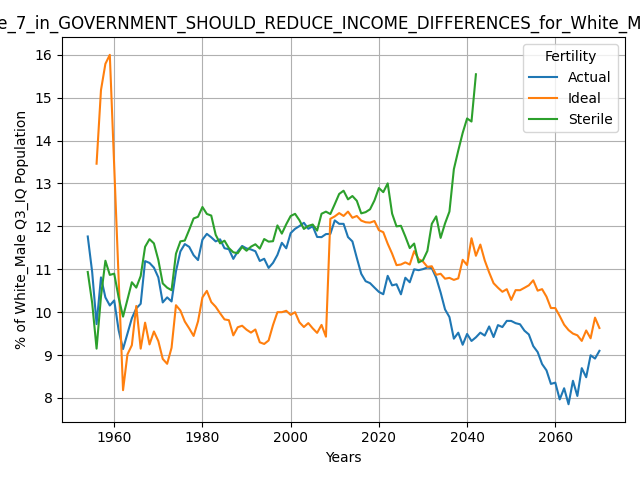 e_7_in_GOVERNMENT_SHOULD_REDUCE_INCOME_DIFFERENCES_for_White_M
Fertility
Actual
Ideal
Sterile
% of White_Male Q3_IQ Population
16
15
14
13
12
11
10
9
8
1960
1980
2000
2020
2040
2060
Years